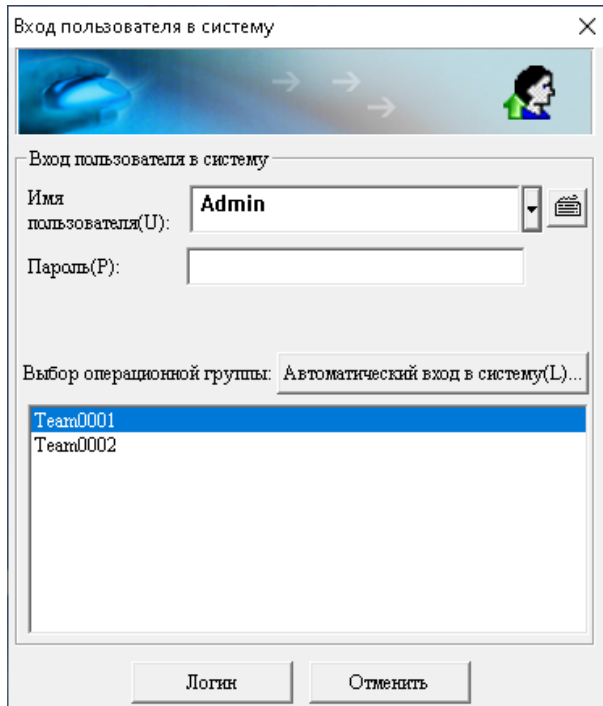 Вход пользователя в систему
Вход пользователя в систему
Имя
пользователя(U):
Admin
Пароль(P):
Выбор операционной группы: Автоматический вход в систему(L)...
Team0001
Team0002
Логин Отменить